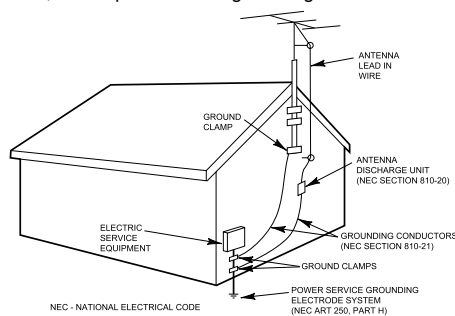 ANTENNA
LEAD IN
WIRE
GROUND
CLAMP
ANTENNA
DISCHARGE UNIT
(NEC SECTION 810-20)
ELECTRIC
SERVICE
EQUIPMENT
GROUNDING CONDUCTORS
(NEC SECTION 810-21)
GROUND CLAMPS
POWER SERVICE GROUNDING
ELECTRODE SYSTEM
(NEC ART 250, PART H)
NEC - NATIONAL ELECTRICAL CODE